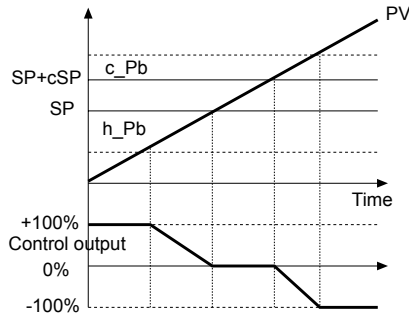 PV
c_Pb
SP+cSP
SP
h_Pb
Time
+100%
Control output
0%
-100%